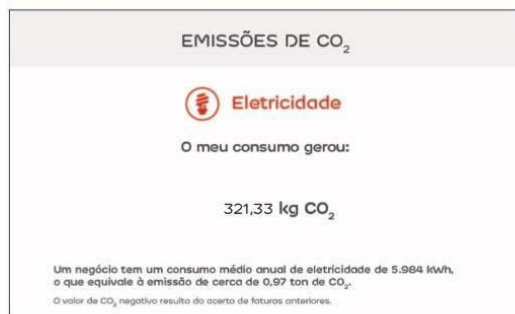 EMISSÕES DE CO₂
Eletricidade
O meu consumo gerou:
321,33 kg CO₂
Um negócio tem um consumo médio anual de eletricidade de 5.984 kWh,
o que equivale à emissão de cerca de 0,97 ton de CO₂.
O valor de CO₂ negativo resulta do acerto de faturas anteriores.